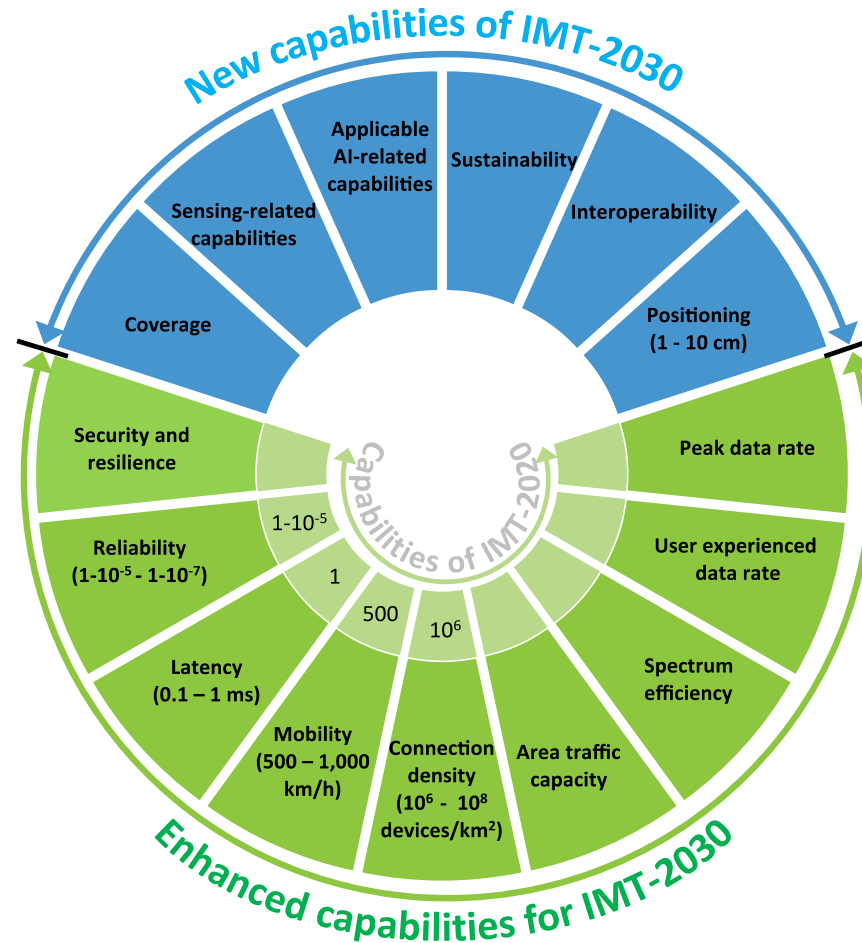 New capabilities of IMT-2030
Applicable
AI-related
capabilities
Sustainability
Sensing-related
capabilities
Interoperability
Coverage
Positioning
(1 - 10 cm)
Security and
resilience
Capabilities of IMT-2020
Peak data rate
Reliability
(1-10⁻⁵ - 1-10⁻⁷)
1-10⁻⁵
User experienced
data rate
Latency
(0.1 – 1 ms)
1
Spectrum
efficiency
Mobility
(500 – 1,000
km/h)
500
Connection
density
(10⁶ - 10⁸
devices/km²)
10⁶
Area traffic
capacity
Enhanced capabilities for IMT-2030